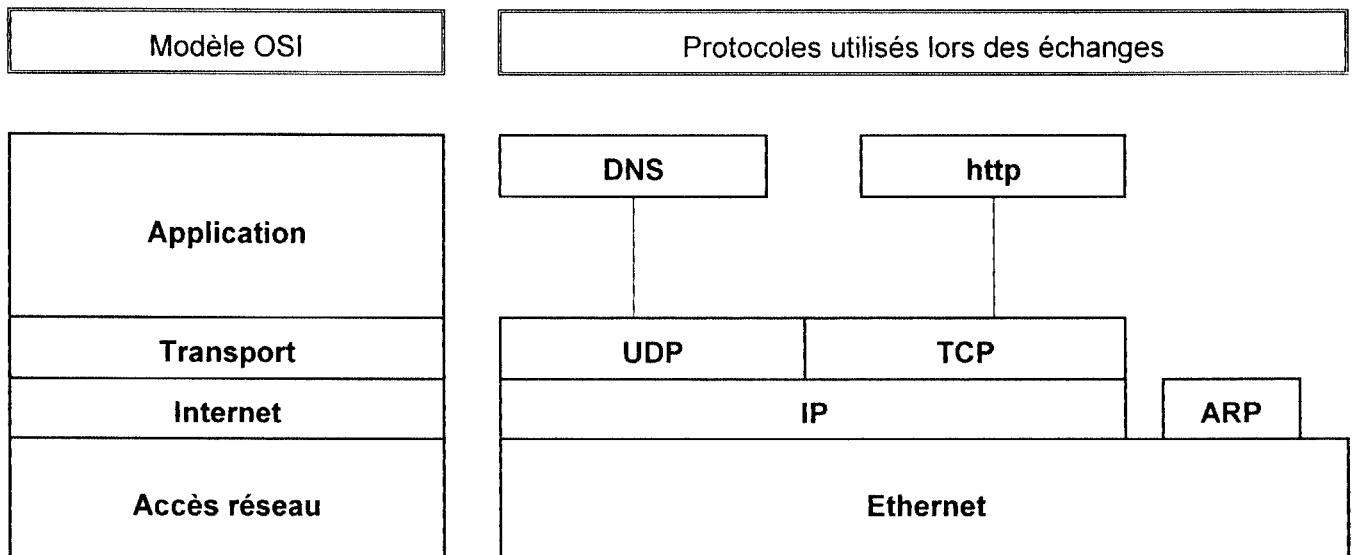 Modèle OSI
Protocoles utilisés lors des échanges
DNS
http
Application
Transport
UDP
TCP
Internet
IP
ARP
Accès réseau
Ethernet